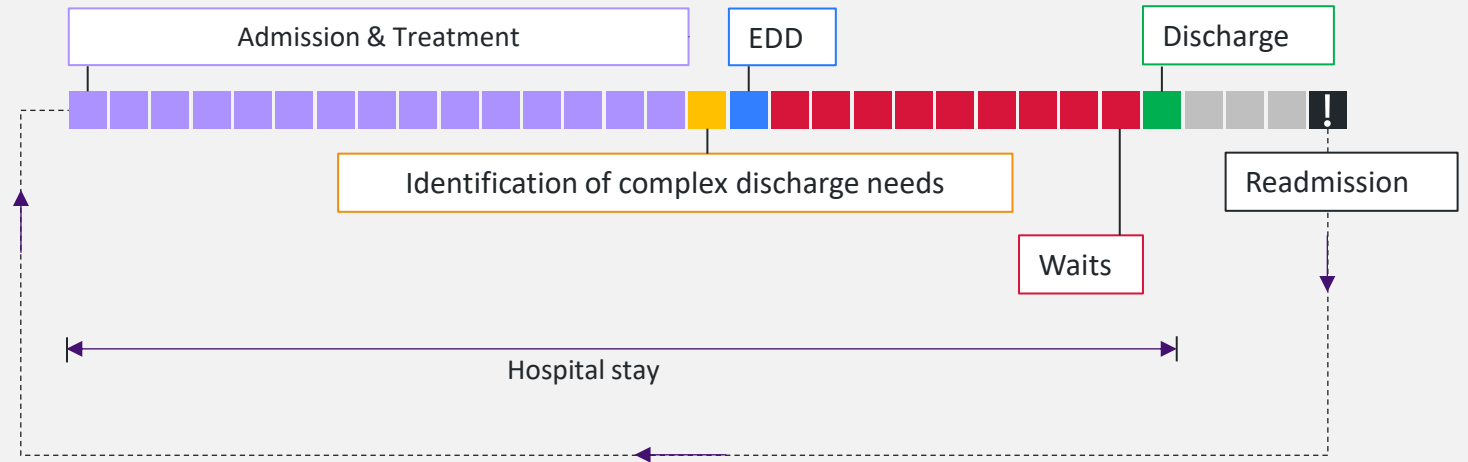 Admission & Treatment
EDD
Discharge
!
Identification of complex discharge needs
Readmission
Waits
Hospital stay